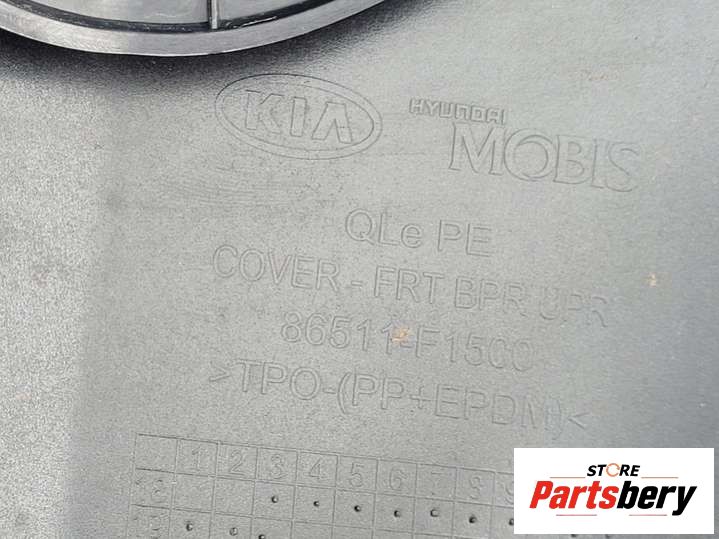 KIA
HYUNDAI
MOBIS
QLe PE
COVER - FRT BPR UPR
86511-F1500
>TPO-(PP+EPDM)<
1 2 3 4 5 6 7 8 9
STORE
Partsbery